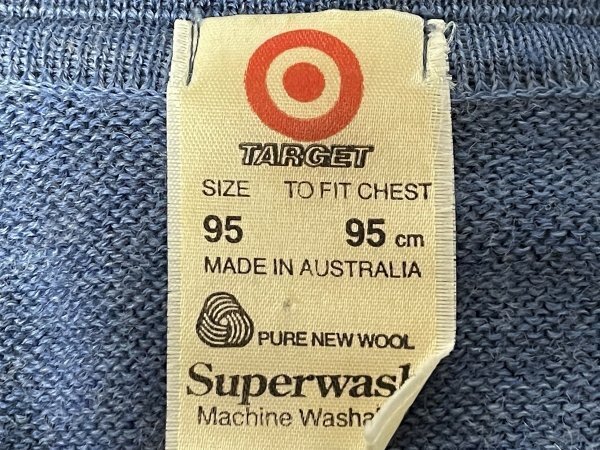 TARGET
SIZE TO FIT CHEST
95 95 cm
MADE IN AUSTRALIA
PURE NEW WOOL
Superwash
Machine